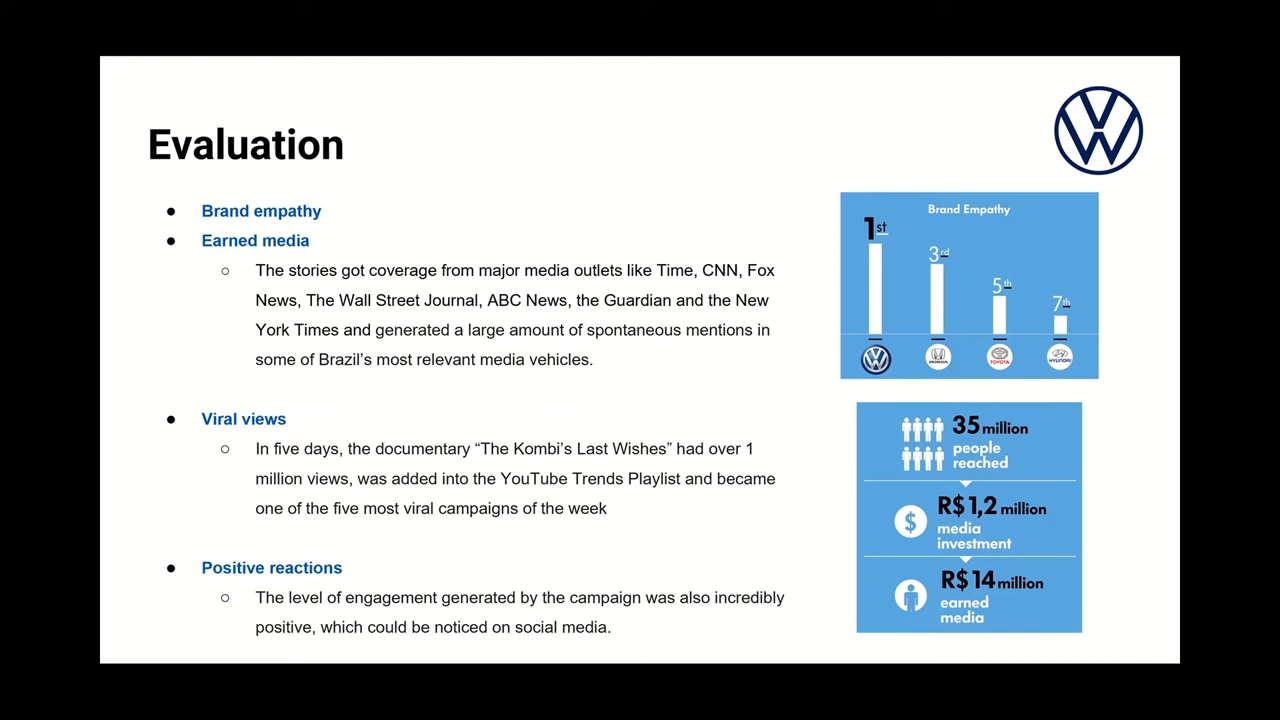 Evaluation
● Brand empathy
● Earned media
○ The stories got coverage from major media outlets like Time, CNN, Fox
News, The Wall Street Journal, ABC News, the Guardian and the New
York Times and generated a large amount of spontaneous mentions in
some of Brazil’s most relevant media vehicles.
● Viral views
○ In five days, the documentary “The Kombi’s Last Wishes” had over 1
million views, was added into the YouTube Trends Playlist and became
one of the five most viral campaigns of the week
● Positive reactions
○ The level of engagement generated by the campaign was also incredibly
positive, which could be noticed on social media.
Brand Empathy
1st
3rd
5th
7th
HONDA
TOYOTA
HYUNDAI
35 million
people
reached
$
R$ 1,2 million
media
investment
R$ 14 million
earned
media